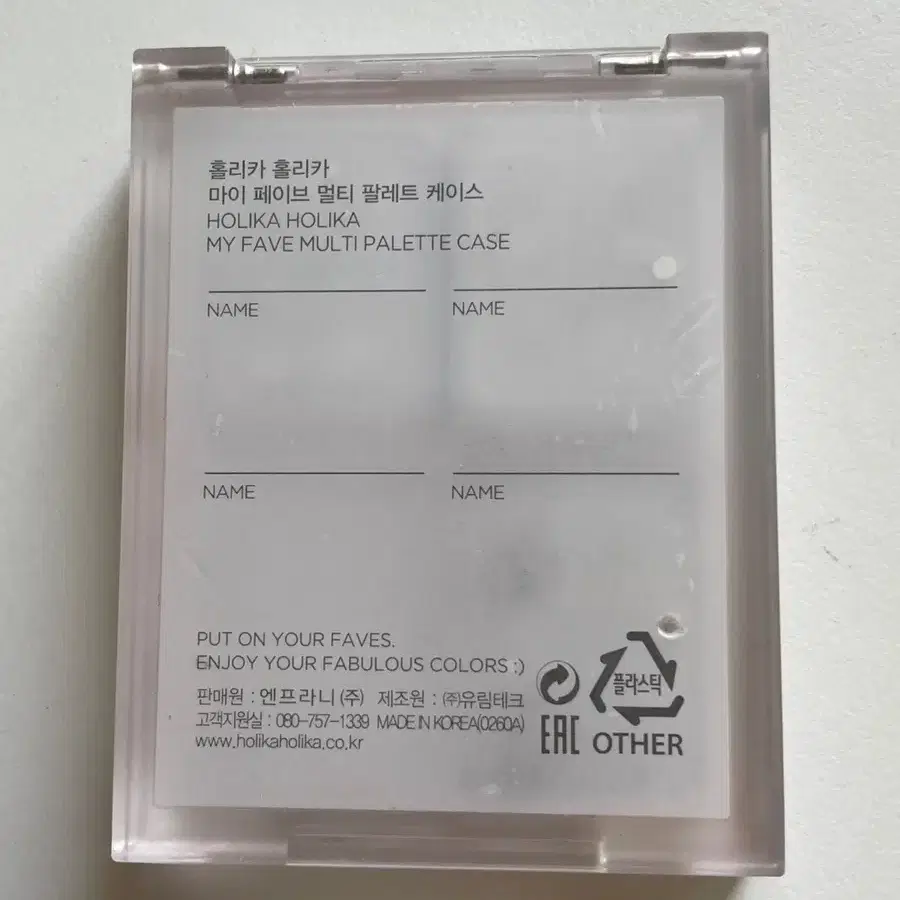 홀리카 홀리카
마이 페이브 멀티 팔레트 케이스
HOLIKA HOLIKA
MY FAVE MULTI PALETTE CASE
NAME NAME
NAME NAME
PUT ON YOUR FAVES.
ENJOY YOUR FABULOUS COLORS :)
판매원 : 엔프라니 (주) 제조원 : (주)유림테크
고객지원실 : 080-757-1339 MADE IN KOREA(0260A)
www.holikaholika.co.kr
플라스틱
EAC OTHER